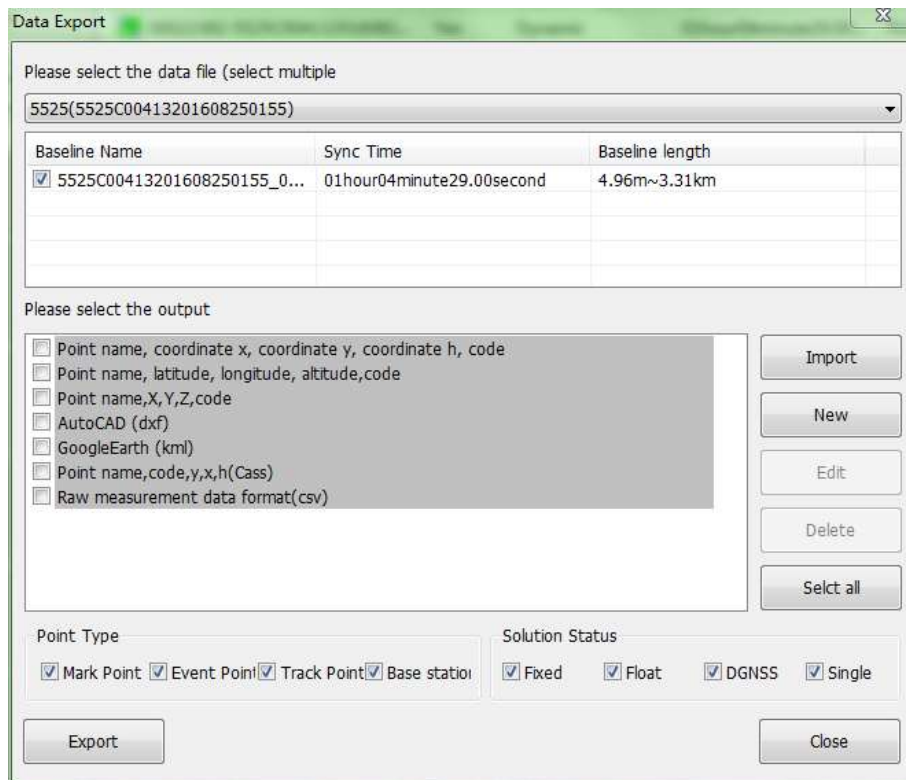 Data Export
Please select the data file (select multiple
5525(5525C00413201608250155)
Baseline Name Sync Time Baseline length
5525C00413201608250155_0... 01hour04minute29.00second 4.96m~3.31km
Please select the output
Point name, coordinate x, coordinate y, coordinate h, code
Point name, latitude, longitude, altitude,code
Point name,X,Y,Z,code
AutoCAD (dxf)
GoogleEarth (kml)
Point name,code,y,x,h(Cass)
Raw measurement data format(csv)
Import
New
Edit
Delete
Selct all
Point Type
Mark Point Event Point Track Point Base station
Solution Status
Fixed Float DGNSS Single
Export Close